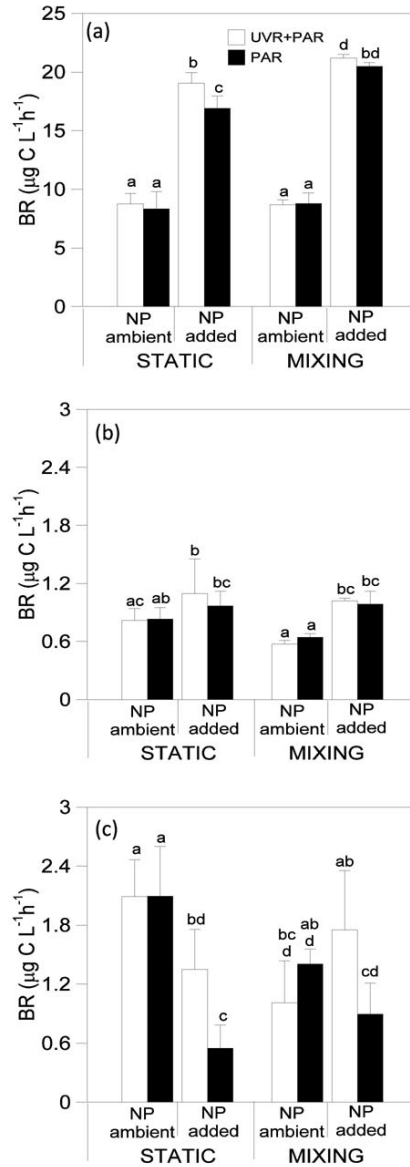 (a)
UVR+PAR
PAR
BR (µg C L⁻¹h⁻¹)
25
20
15
10
5
0
a a b c a a d bd
NP ambient NP added NP ambient NP added
STATIC MIXING
(b)
BR (µg C L⁻¹h⁻¹)
3
2.4
1.8
1.2
0.6
0
ac ab b bc a a bc bc
NP ambient NP added NP ambient NP added
STATIC MIXING
(c)
BR (µg C L⁻¹h⁻¹)
3
2.4
1.8
1.2
0.6
0
a a bd c bc d ab d ab cd
NP ambient NP added NP ambient NP added
STATIC MIXING